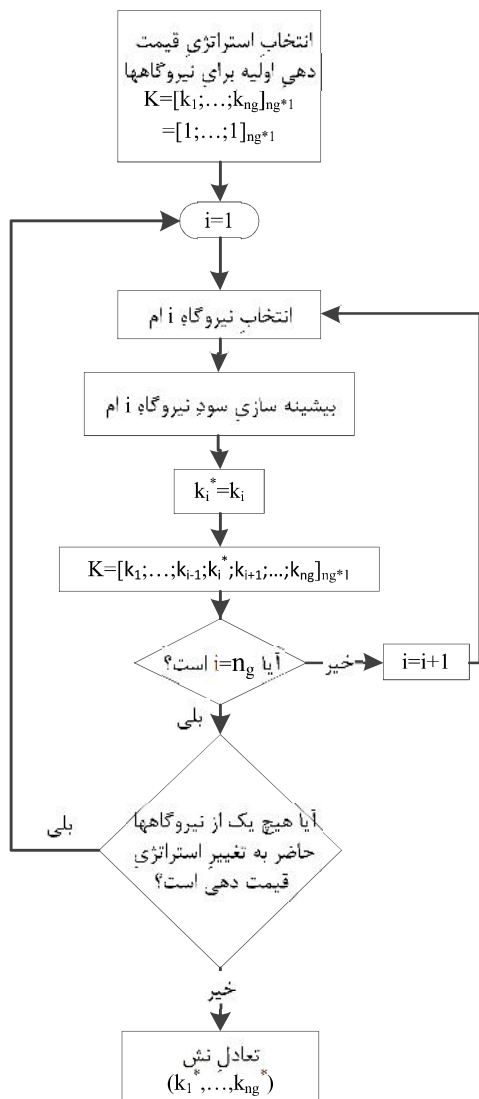 انتخابِ استراتژیِ قیمت
دهیِ اولیه برایِ نیروگاهها
K=[k₁;…;kng]ng*1
=[1;…;1]ng*1
i=1
انتخابِ نیروگاهِ i ام
بیشینه سازیِ سودِ نیروگاهِ i ام
kᵢ*=kᵢ
K=[k₁;…;kᵢ₋₁;kᵢ*;kᵢ₊₁;…;kng]ng*1
آیا i=ng است؟
خیر
i=i+1
بلی
آیا هیچ یک از نیروگاهها
حاضر به تغییرِ استراتژیِ
قیمت دهی است؟
بلی
خیر
تعادلِ نش
(k₁*,…,kng*)